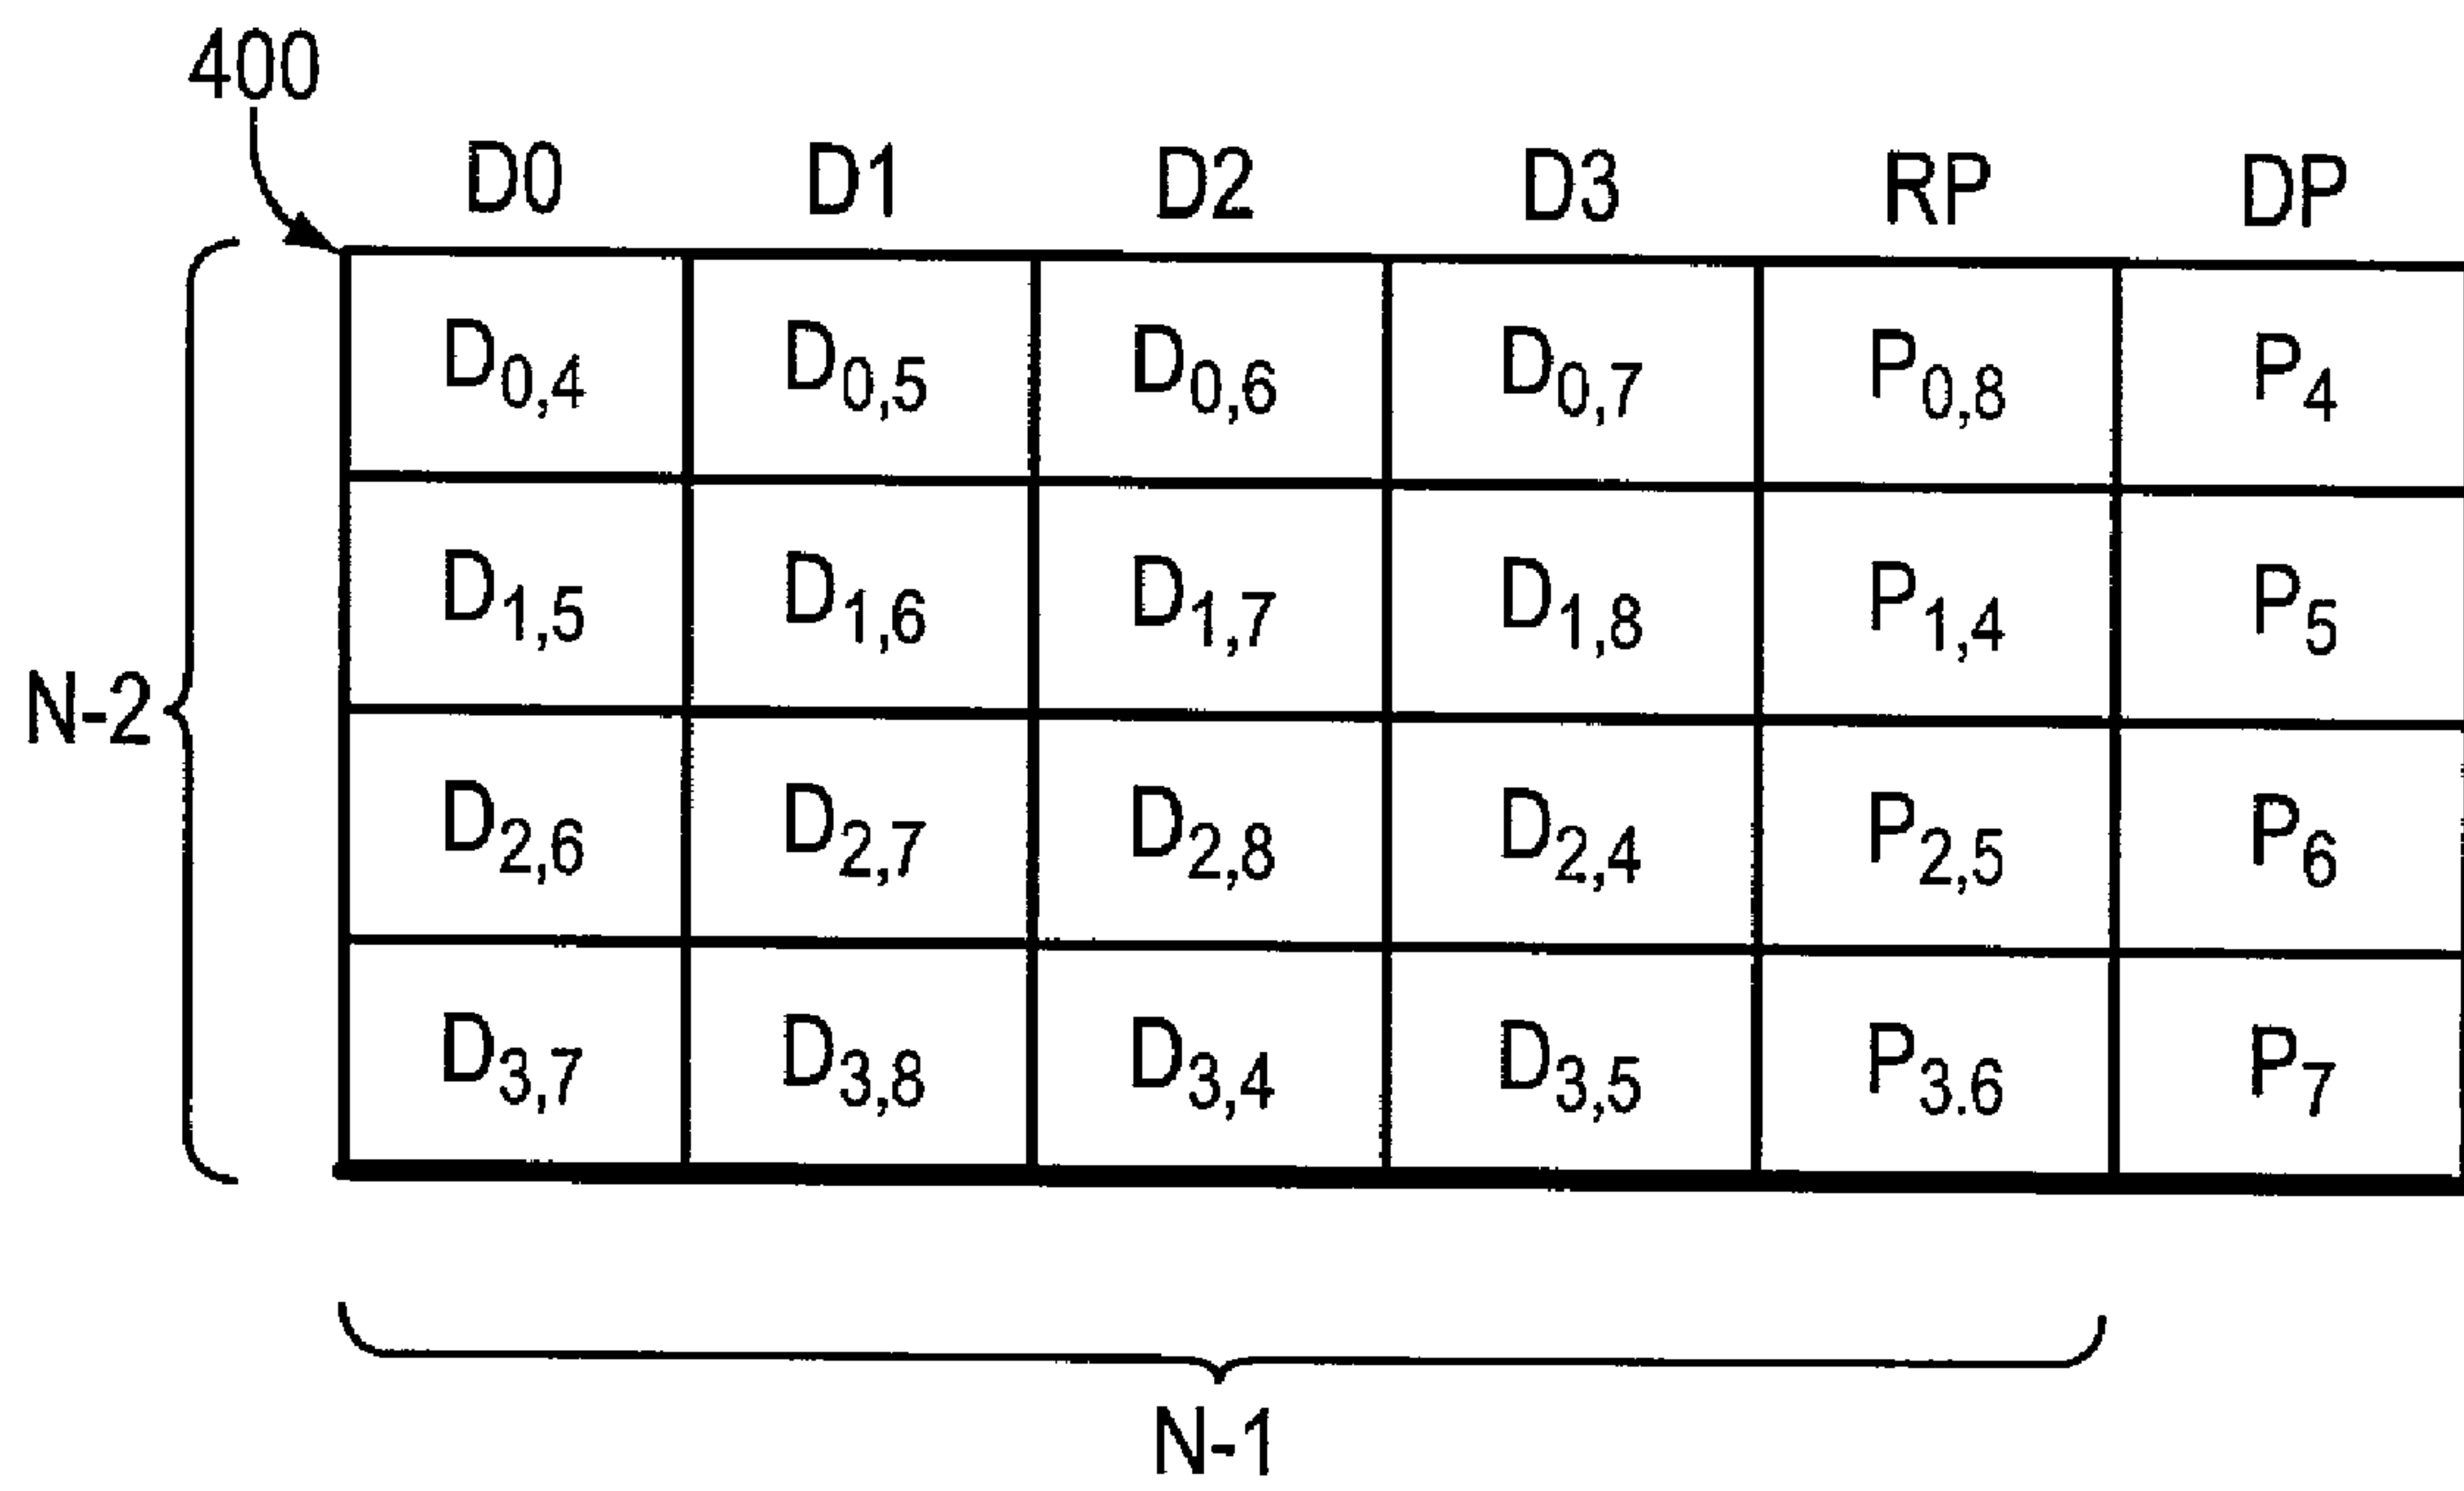 400
D0 D1 D2 D3 RP DP
D0,4 D0,5 D0,6 D0,7 P0,8 P4
D1,5 D1,6 D1,7 D1,8 P1,4 P5
N-2
D2,6 D2,7 D2,8 D2,4 P2,5 P6
D3,7 D3,8 D3,4 D3,5 P3.6 P7
N-1